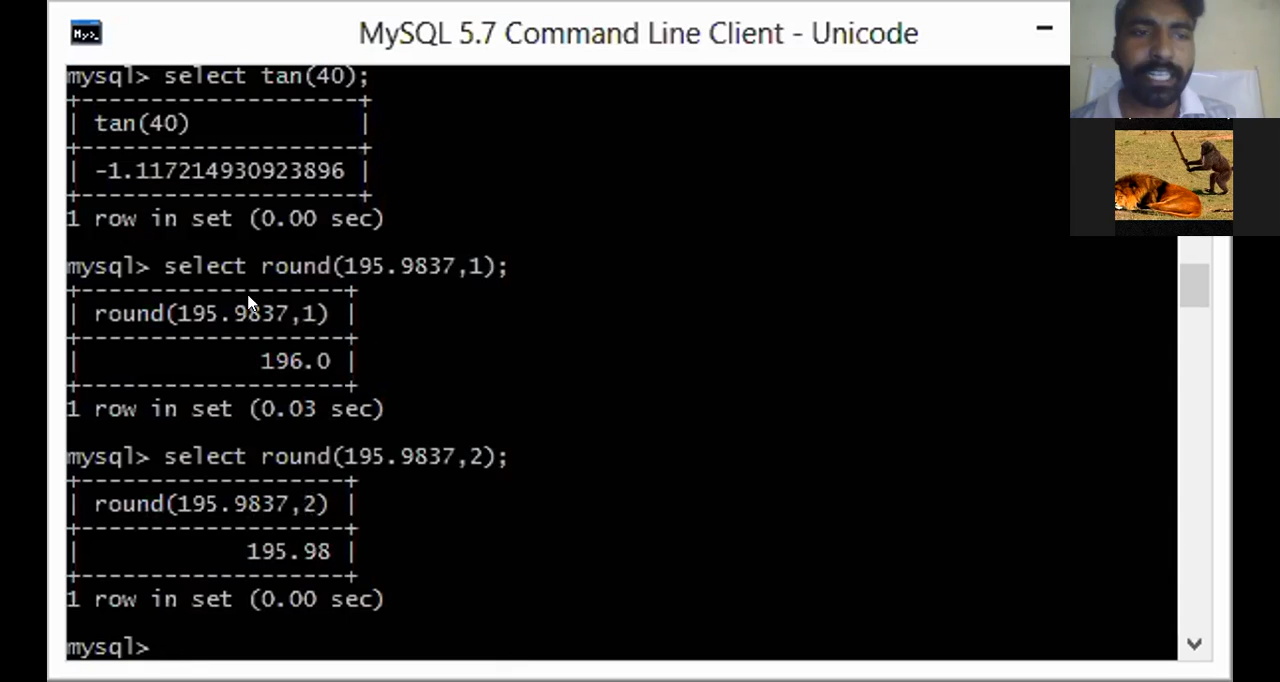 MySQL 5.7 Command Line Client - Unicode
mysql> select tan(40);
+--------------------+
| tan(40)            |
+--------------------+
| -1.117214930923896 |
+--------------------+
1 row in set (0.00 sec)
mysql> select round(195.9837,1);
+-------------------+
| round(195.9837,1) |
+-------------------+
|             196.0 |
+-------------------+
1 row in set (0.03 sec)
mysql> select round(195.9837,2);
+-------------------+
| round(195.9837,2) |
+-------------------+
|            195.98 |
+-------------------+
1 row in set (0.00 sec)
mysql>